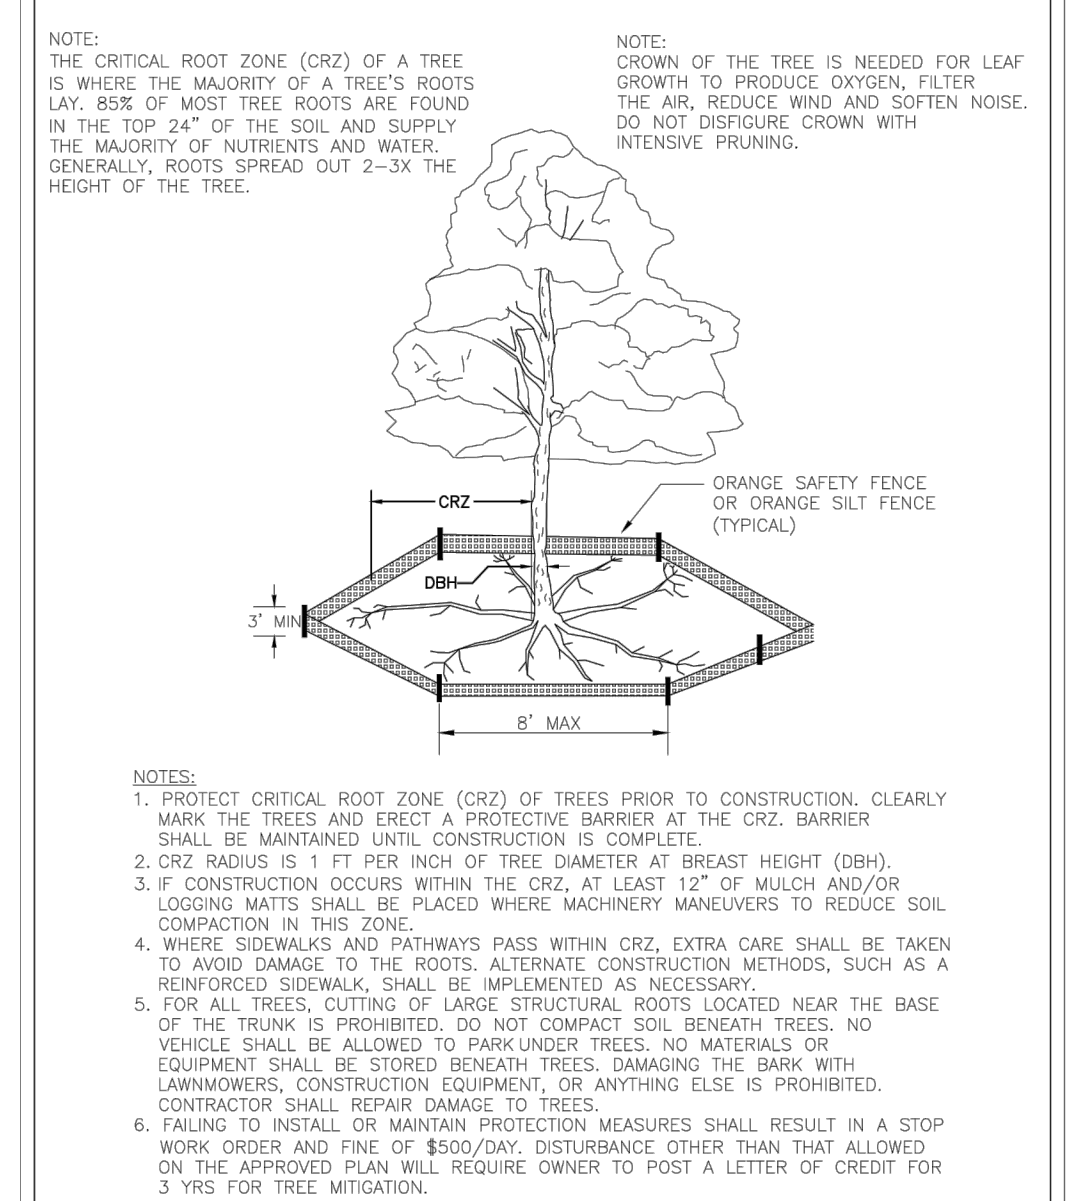 NOTE:
THE CRITICAL ROOT ZONE (CRZ) OF A TREE
IS WHERE THE MAJORITY OF A TREE'S ROOTS
LAY. 85% OF MOST TREE ROOTS ARE FOUND
IN THE TOP 24" OF THE SOIL AND SUPPLY
THE MAJORITY OF NUTRIENTS AND WATER.
GENERALLY, ROOTS SPREAD OUT 2-3X THE
HEIGHT OF THE TREE.
NOTE:
CROWN OF THE TREE IS NEEDED FOR LEAF
GROWTH TO PRODUCE OXYGEN, FILTER
THE AIR, REDUCE WIND AND SOFTEN NOISE.
DO NOT DISFIGURE CROWN WITH
INTENSIVE PRUNING.
ORANGE SAFETY FENCE
OR ORANGE SILT FENCE
(TYPICAL)
CRZ
DBH
3' MIN
8' MAX
NOTES:
1. PROTECT CRITICAL ROOT ZONE (CRZ) OF TREES PRIOR TO CONSTRUCTION. CLEARLY
MARK THE TREES AND ERECT A PROTECTIVE BARRIER AT THE CRZ. BARRIER
SHALL BE MAINTAINED UNTIL CONSTRUCTION IS COMPLETE.
2. CRZ RADIUS IS 1 FT PER INCH OF TREE DIAMETER AT BREAST HEIGHT (DBH).
3. IF CONSTRUCTION OCCURS WITHIN THE CRZ, AT LEAST 12" OF MULCH AND/OR
LOGGING MATTS SHALL BE PLACED WHERE MACHINERY MANEUVERS TO REDUCE SOIL
COMPACTION IN THIS ZONE.
4. WHERE SIDEWALKS AND PATHWAYS PASS WITHIN CRZ, EXTRA CARE SHALL BE TAKEN
TO AVOID DAMAGE TO THE ROOTS. ALTERNATE CONSTRUCTION METHODS, SUCH AS A
REINFORCED SIDEWALK, SHALL BE IMPLEMENTED AS NECESSARY.
5. FOR ALL TREES, CUTTING OF LARGE STRUCTURAL ROOTS LOCATED NEAR THE BASE
OF THE TRUNK IS PROHIBITED. DO NOT COMPACT SOIL BENEATH TREES. NO
VEHICLE SHALL BE ALLOWED TO PARK UNDER TREES. NO MATERIALS OR
EQUIPMENT SHALL BE STORED BENEATH TREES. DAMAGING THE BARK WITH
LAWNMOWERS, CONSTRUCTION EQUIPMENT, OR ANYTHING ELSE IS PROHIBITED.
CONTRACTOR SHALL REPAIR DAMAGE TO TREES.
6. FAILING TO INSTALL OR MAINTAIN PROTECTION MEASURES SHALL RESULT IN A STOP
WORK ORDER AND FINE OF $500/DAY. DISTURBANCE OTHER THAN THAT ALLOWED
ON THE APPROVED PLAN WILL REQUIRE OWNER TO POST A LETTER OF CREDIT FOR
3 YRS FOR TREE MITIGATION.